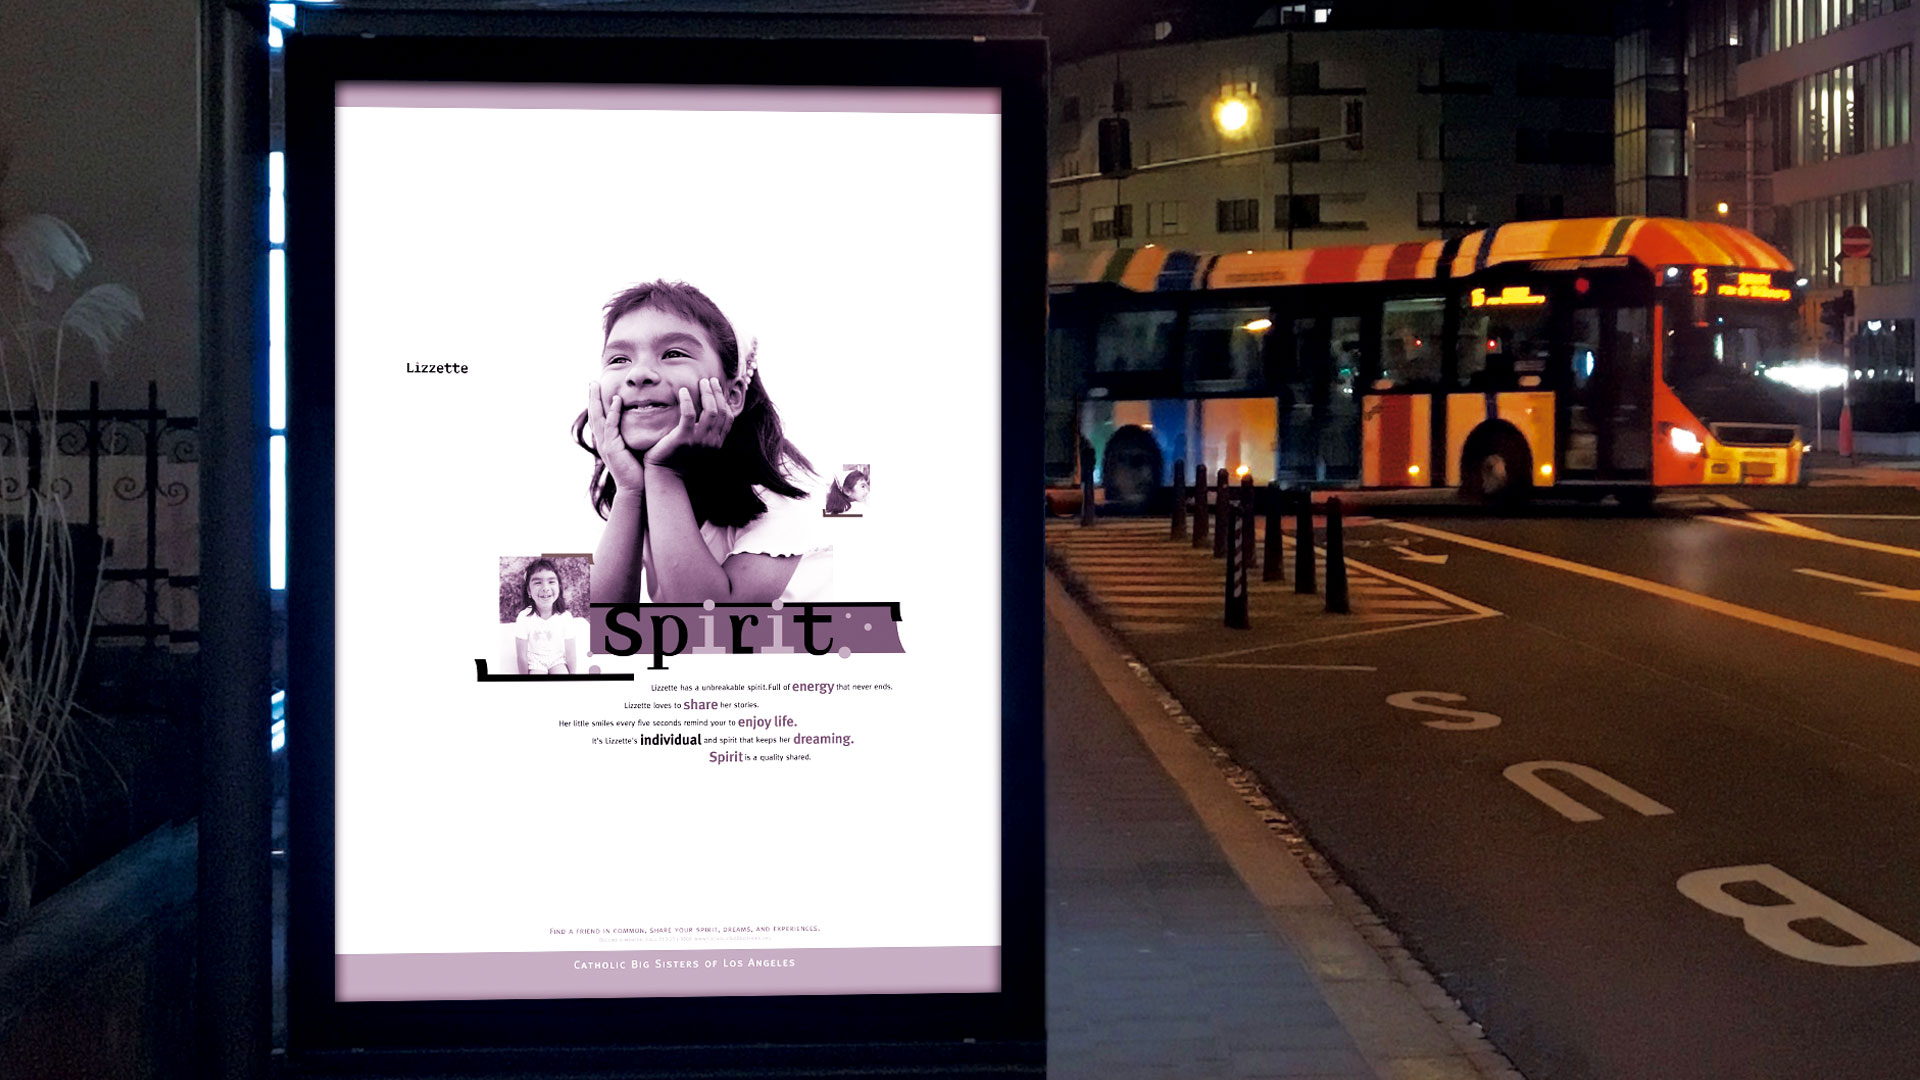 Lizzette
spirit
Lizzette has a unbreakable spirit.Full of energy that never ends.
Lizzette loves to share her stories.
Her little smiles every five seconds remind your to enjoy life.
It's Lizzette's individual and spirit that keeps her dreaming.
Spirit is a quality shared.
Find a friend in common, share your spirit, dreams, and experiences.
Catholic Big Sisters of Los Angeles
BUS